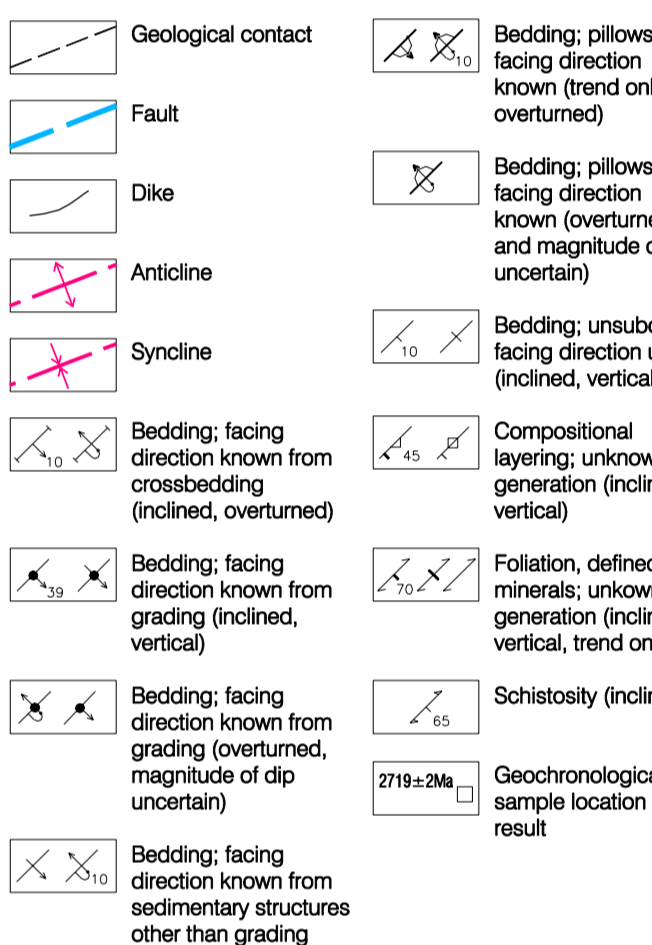 Geological contact
Fault
Dike
Anticline
Syncline
10
Bedding; facing
direction known from
crossbedding
(inclined, overturned)
39
Bedding; facing
direction known from
grading (inclined,
vertical)
Bedding; facing
direction known from
grading (overturned,
magnitude of dip
uncertain)
10
Bedding; facing
direction known from
sedimentary structures
other than grading
10
Bedding; pillows
facing direction
known (trend onl
overturned)
Bedding; pillows
facing direction
known (overturne
and magnitude
uncertain)
10
Bedding;
facing direction
(inclined, vertical
45
Compositional
layering; unknow
generation (inclin
vertical)
70
Foliation, defined
minerals; unkown
generation (inclin
vertical, trend on
65
Schistosity (inclin
2719±2Ma
Geochronologica
sample location
result